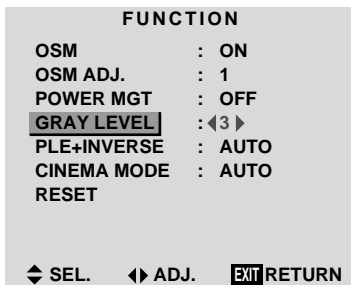 FUNCTION
OSM : ON
OSM ADJ. : 1
POWER MGT : OFF
GRAY LEVEL : 3
PLE+INVERSE : AUTO
CINEMA MODE : AUTO
RESET
SEL. ADJ. EXIT RETURN